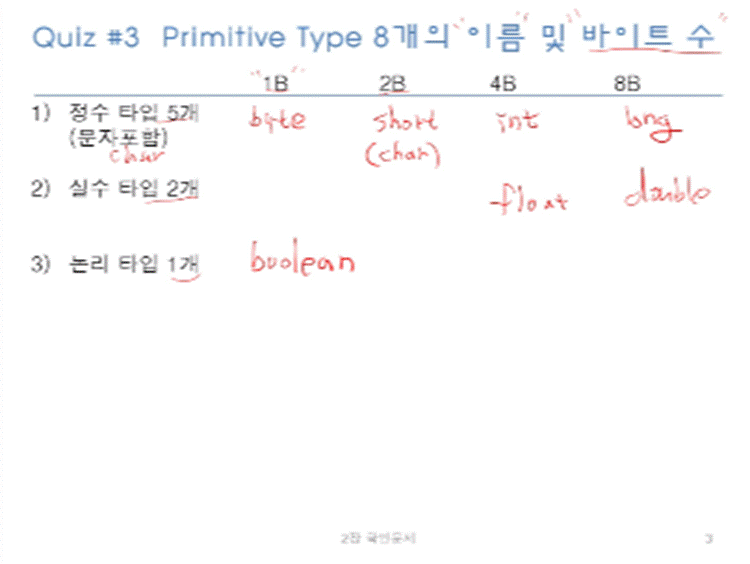 Quiz #3 Primitive Type 8개의 "이름" 및 "바이트 수"
"1B" 2B 4B 8B
1) 정수 타입 5개 byte short int long
(문자포함) (char)
char
2) 실수 타입 2개 float double
3) 논리 타입 1개 boolean
2장 확인문제 3